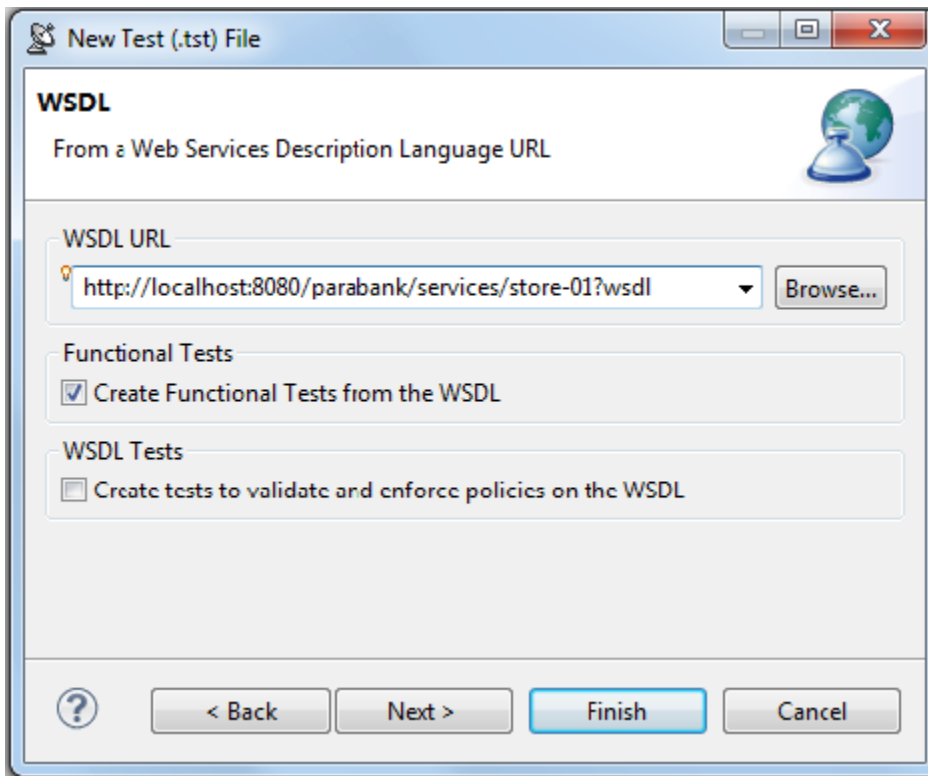 New Test (.tst) File
WSDL
From a Web Services Description Language URL
WSDL URL
http://localhost:8080/parabank/services/store-01?wsdl
Browse...
Functional Tests
Create Functional Tests from the WSDL
WSDL Tests
Create tests to validate and enforce policies on the WSDL
?
< Back
Next >
Finish
Cancel